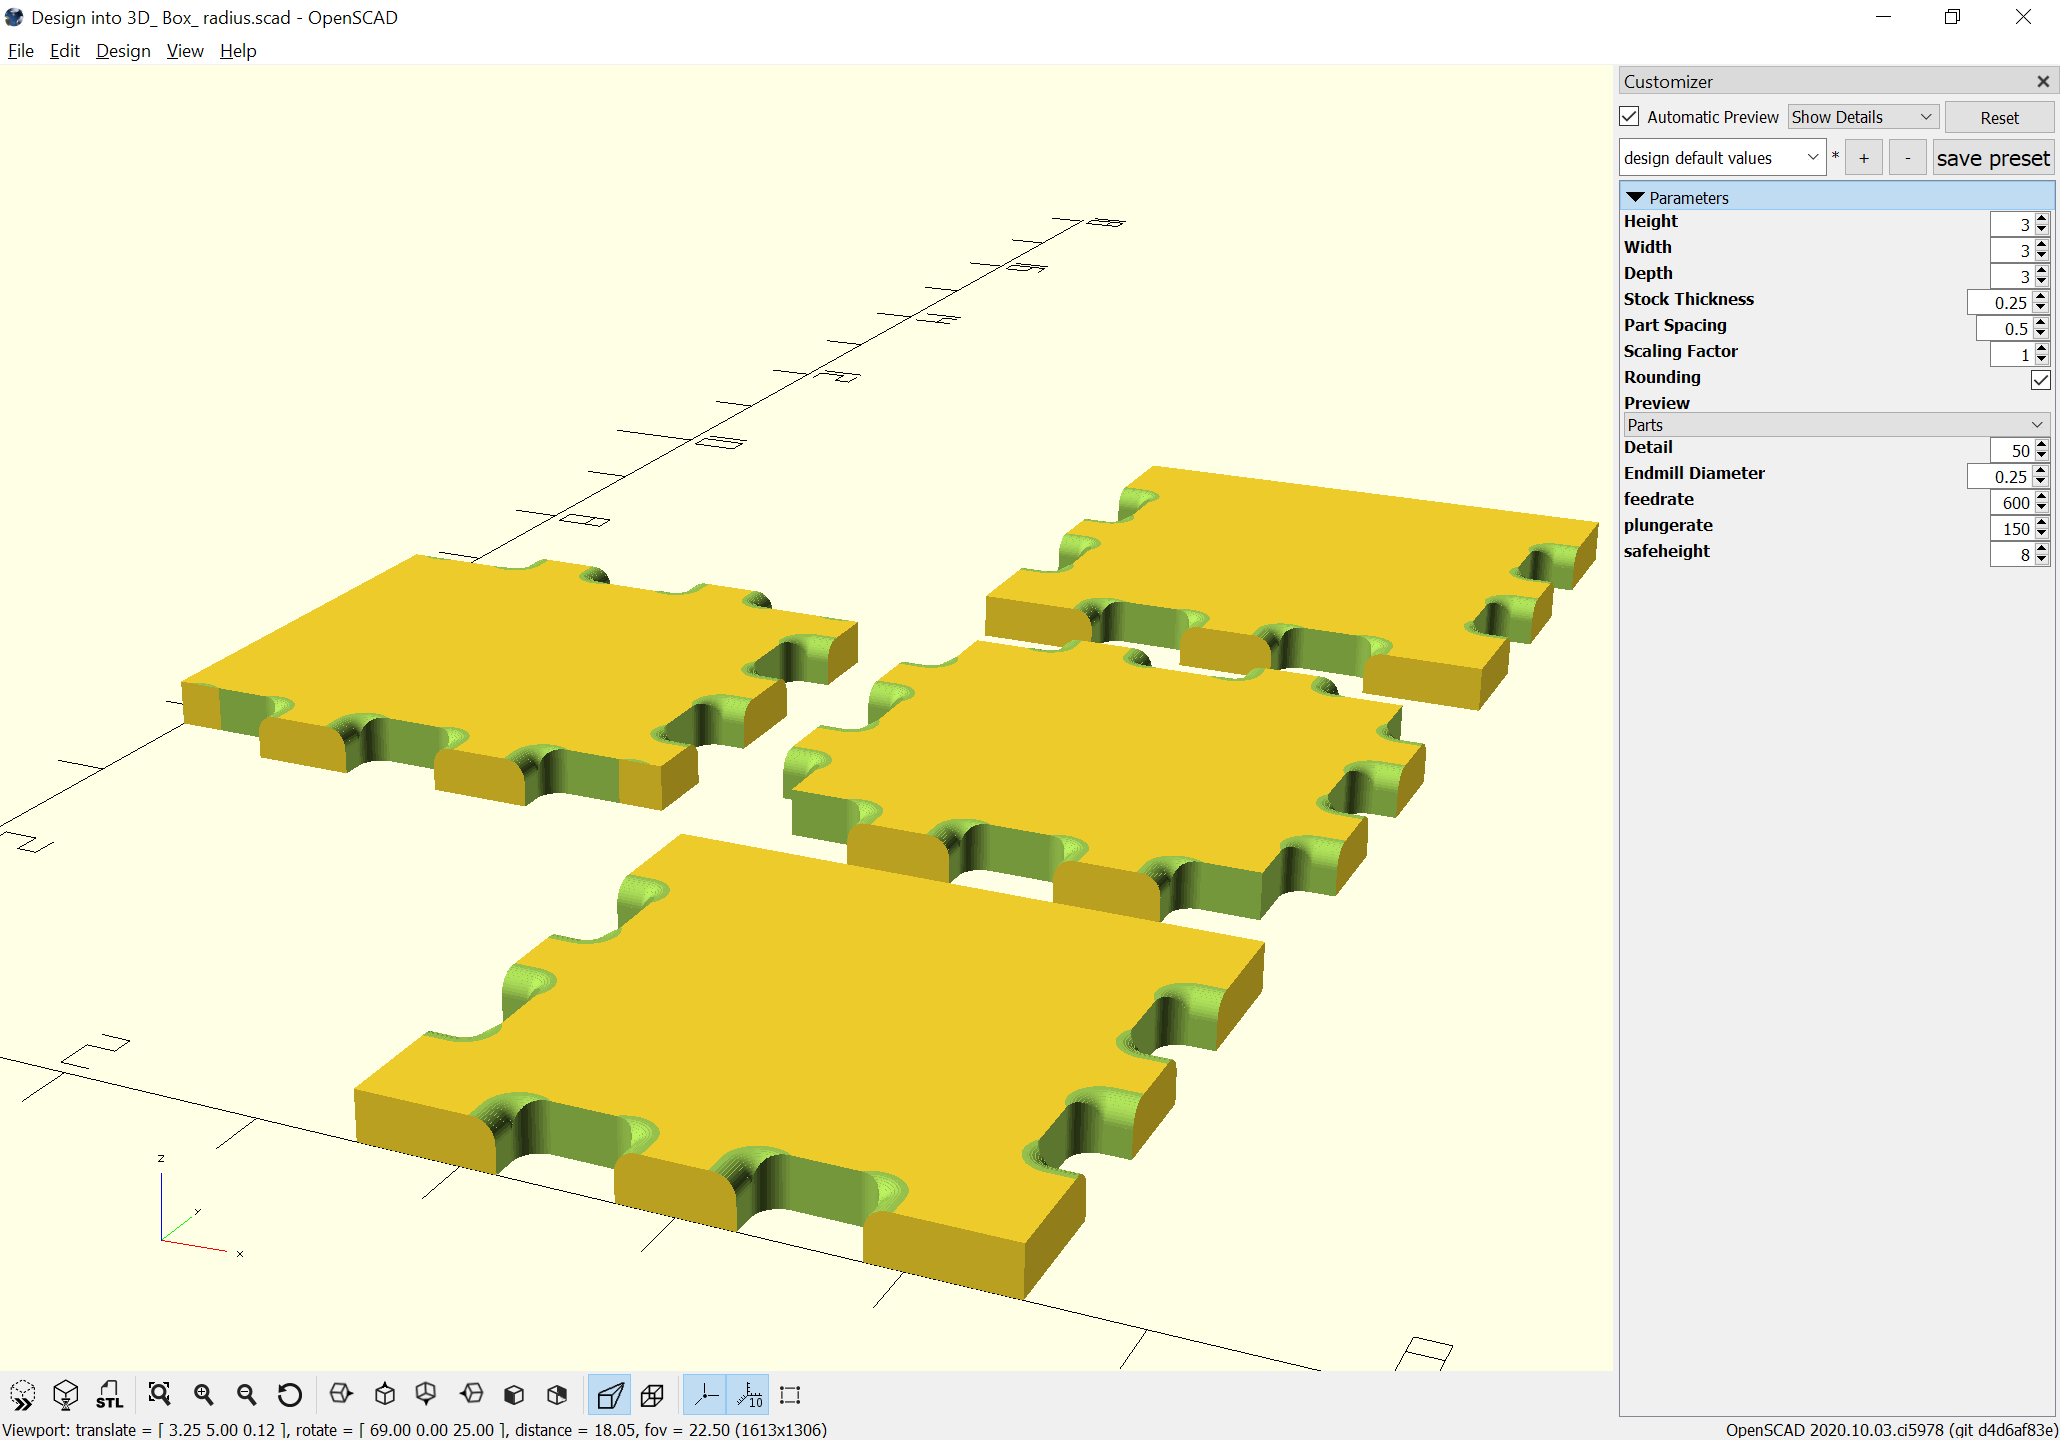 Design into 3D_ Box_ radius.scad - OpenSCAD
File Edit Design View Help
Customizer
Automatic Preview Show Details Reset
design default values * + - save preset
Parameters
Height 3
Width 3
Depth 3
Stock Thickness 0.25
Part Spacing 0.5
Scaling Factor 1
Rounding
Preview
Parts
Detail 50
Endmill Diameter 0.25
feedrate 600
plungerate 150
safeheight 8
z
y
x
STL
10
Viewport: translate = [ 3.25 5.00 0.12 ], rotate = [ 69.00 0.00 25.00 ], distance = 18.05, fov = 22.50 (1613x1306)
OpenSCAD 2020.10.03.ci5978 (git d4d6af83e)